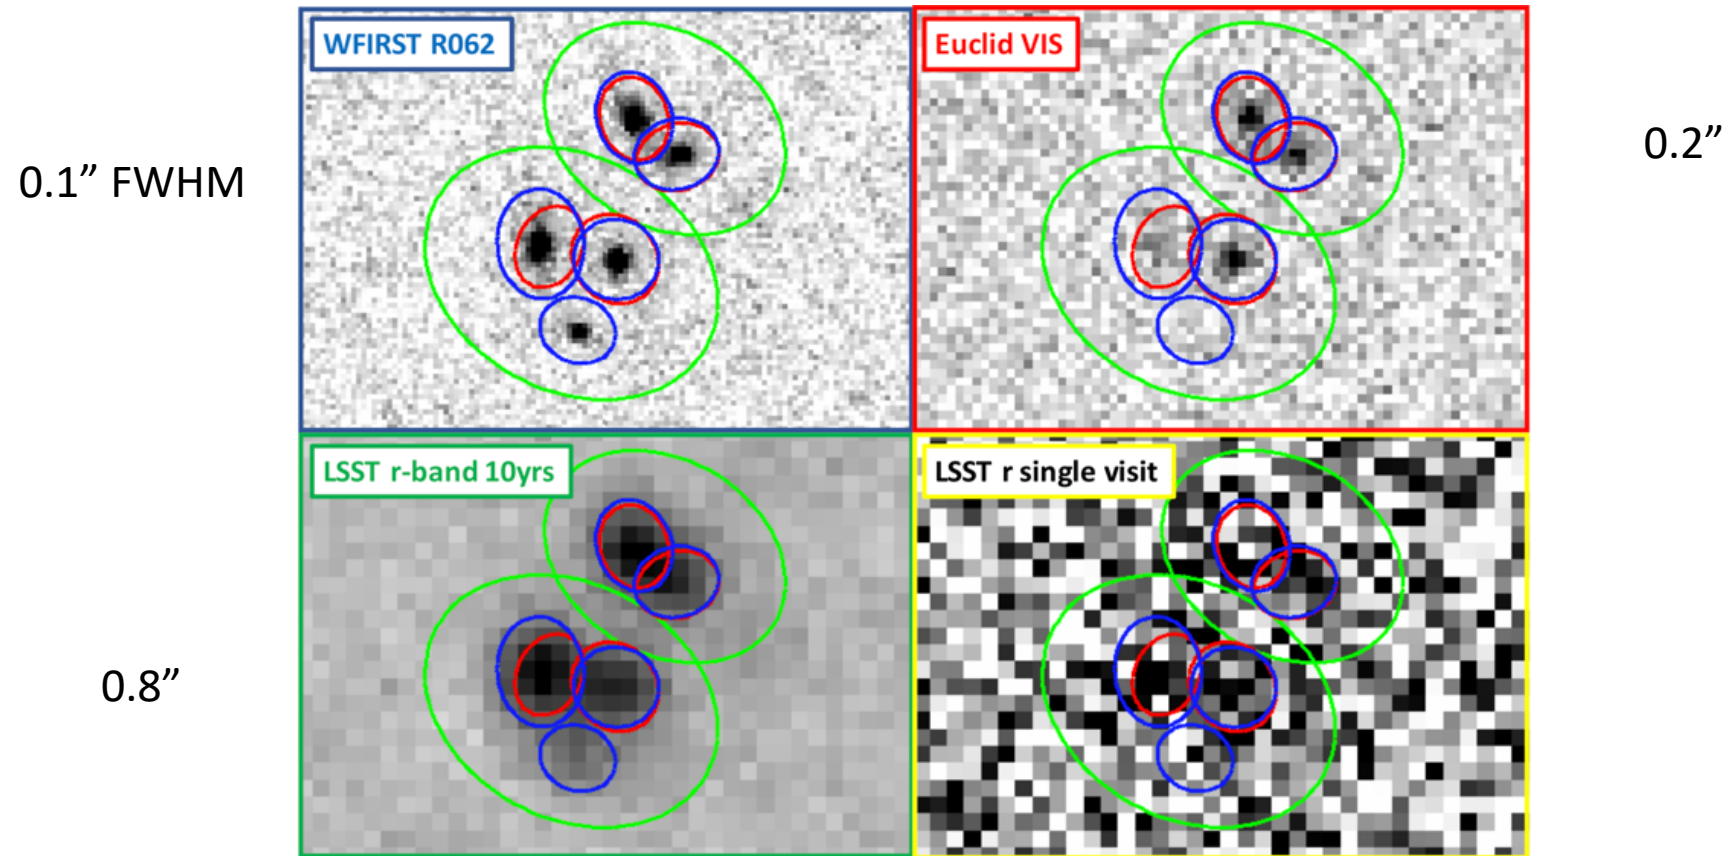 WFIRST R062
Euclid VIS
0.1” FWHM
0.2”
LSST r-band 10yrs
LSST r single visit
0.8”